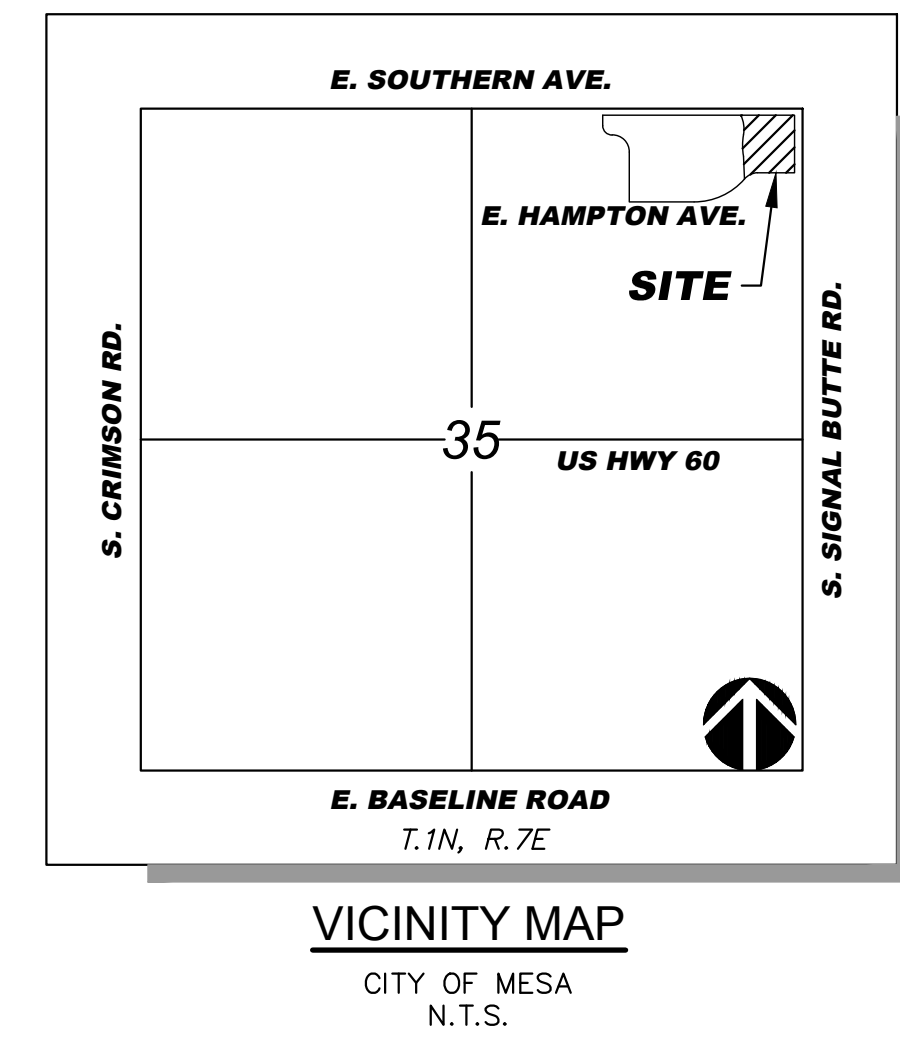 E. SOUTHERN AVE.
E. HAMPTON AVE.
SITE
S. CRIMSON RD.
S. SIGNAL BUTTE RD.
35
US HWY 60
E. BASELINE ROAD
T.1N, R.7E
VICINITY MAP
CITY OF MESA
N.T.S.